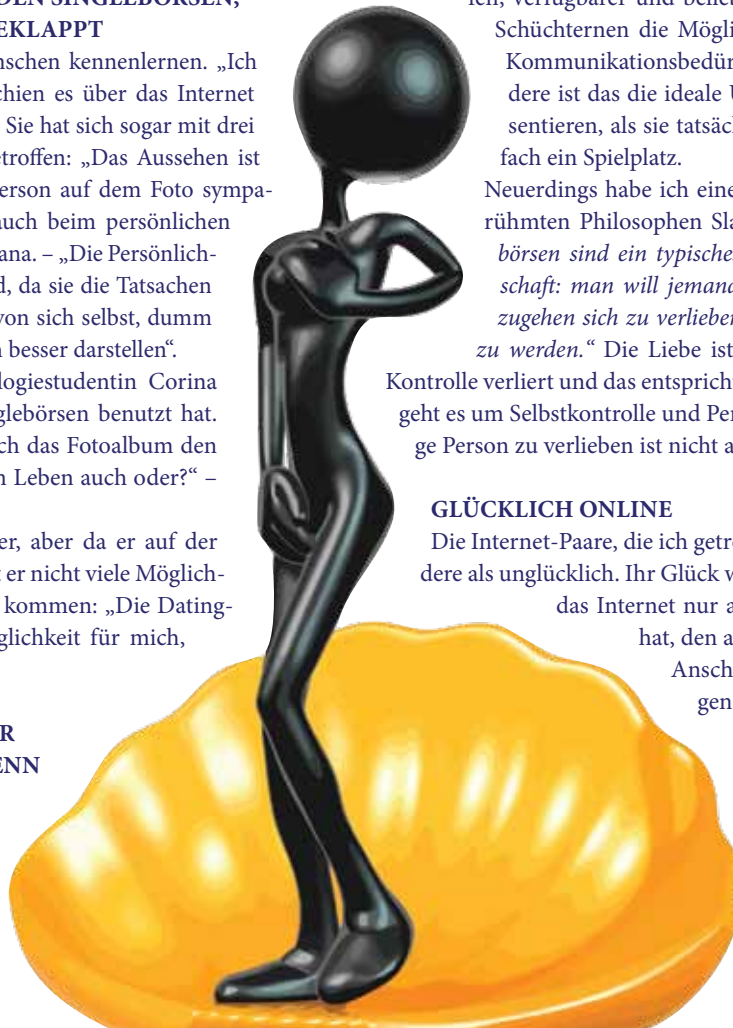 DEN SINGLEBÖRSEN,
EKLAPPT
nschen kennenlernen. „Ich
chien es über das Internet
Sie hat sich sogar mit drei
etroffen: „Das Aussehen ist
erson auf dem Foto sympa-
auch beim persönlichen
ana. – „Die Persönlich-
d, da sie die Tatsachen
von sich selbst, dumm
n besser darstellen“.
logiestudentin Corina
glebörsen benutzt hat.
ch das Fotoalbum den
n Leben auch oder?“ –
er, aber da er auf der
t er nicht viele Möglich-
kommen: „Die Dating-
glichkeit für mich,
R
ENN
ien, verfügbarer und
Schüchternen die Mögli
Kommunikationsbedür
dere ist das die ideale U
sentieren, als sie tatsäch
fach ein Spielplatz.
Neuerdings habe ich eine
rühmten Philosophen Sla
börsen sind ein typische
schaft: man will jemand
zugehen sich zu verlieben
zu werden.“ Die Liebe ist
Kontrolle verliert und das entsprich
geht es um Selbstkontrolle und Per
ge Person zu verlieben ist nicht a
GLÜCKLICH ONLINE
Die Internet-Paare, die ich getro
dere als unglücklich. Ihr Glück w
das Internet nur a
hat, den a
Ansch
gen